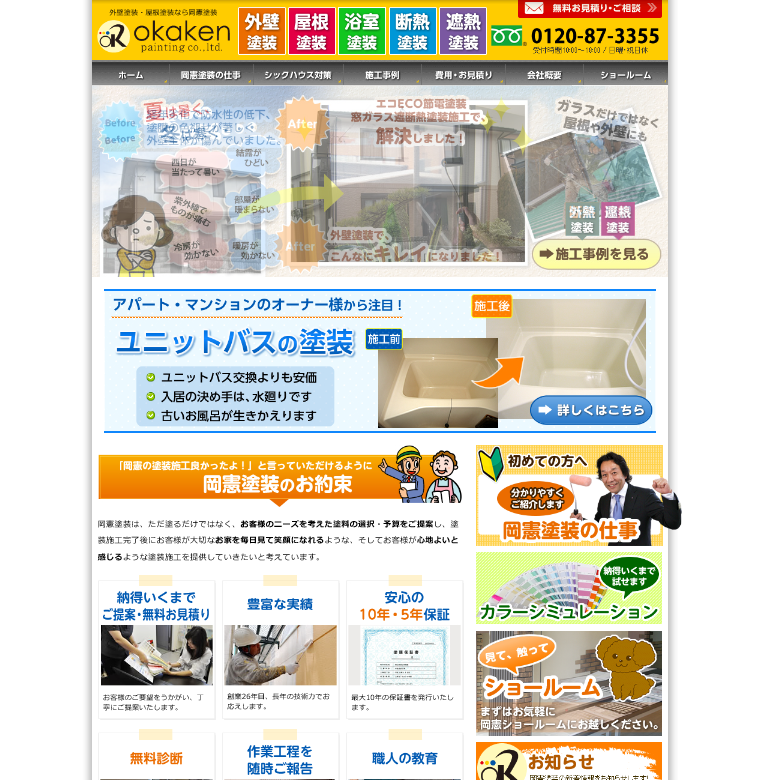 外壁塗装・屋根塗装なら岡憲塗装
okaken
painting co.,ltd.
外壁
塗装
屋根
塗装
浴室
塗装
断熱
塗装
遮熱
塗装
無料お見積り・ご相談
0120-87-3355
受付時間10:00～10:00 / 日曜・祝日休
ホーム
岡憲塗装の仕事
シックハウス対策
施工事例
費用・お見積り
会社概要
ショールーム
Before
Before
夏は暑く、
西日が
当たって暑い
結露が
ひどい
紫外線で
ものが痛む
部屋が
暖まらない
冷房が
効かない
暖房が
効かない
After
After
エコECO節電塗装
窓ガラス遮断熱塗装施工で、
解決しました！
外壁塗装で、
こんなにキレイになりました！
ガラスだけではなく
屋根や外壁にも
塗装
塗装
施工事例を見る
アパート・マンションのオーナー様から注目！
ユニットバスの塗装
施工前
施工後
ユニットバス交換よりも安価
入居の決め手は、水廻りです
古いお風呂が生きかえります
詳しくはこちら
「岡憲の塗装施工良かったよ！」と言っていただけるように
岡憲塗装のお約束
岡憲塗装は、ただ塗るだけではなく、お客様のニーズを考えた塗料の選択・予算をご提案し、塗
装施工完了後にお客様が大切なお家を毎日見て笑顔になれるような、そしてお客様が心地よいと
感じるような塗装施工を提供していきたいと考えています。
納得いくまで
ご提案・無料お見積り
お客様のご要望をうかがい、丁
寧にご提案いたします。
豊富な実績
創業26年目、長年の技術力でお
応えします。
安心の
10年・5年保証
最大10年の保証書を発行いたし
ます。
無料診断
作業工程を
随時ご報告
職人の教育
初めての方へ
分かりやすく
ご紹介します
岡憲塗装の仕事
納得いくまで
試せます
カラーシミュレーション
見て、触って
ショールーム
まずはお気軽に
岡憲ショールームにお越しください。
お知らせ
岡憲塗装の新着情報をお知らせします!